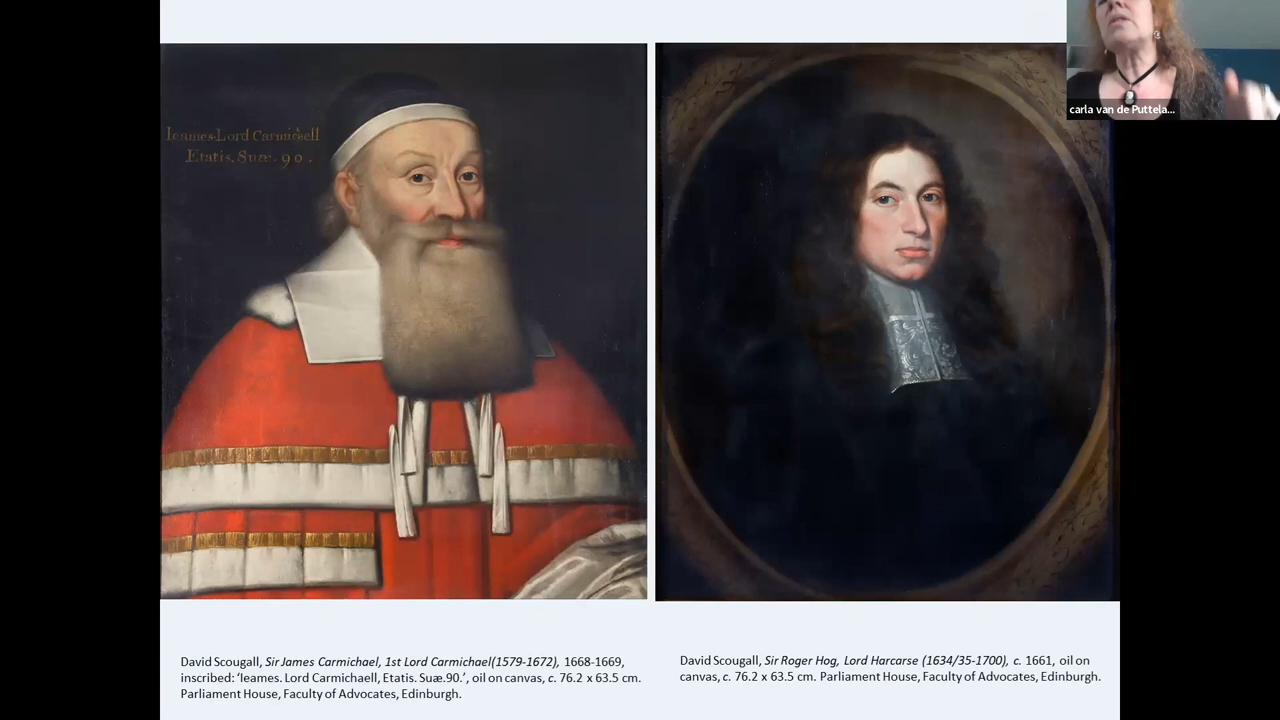 Ieames·Lord Carmichell
Etatis. Suæ. 90.
carla van de Puttela...
David Scougall, Sir James Carmichael, 1st Lord Carmichael(1579-1672), 1668-1669,
inscribed: ‘Ieames. Lord Carmichaell, Etatis. Suæ.90.’, oil on canvas, c. 76.2 x 63.5 cm.
Parliament House, Faculty of Advocates, Edinburgh.
David Scougall, Sir Roger Hog, Lord Harcarse (1634/35-1700), c. 1661, oil on
canvas, c. 76.2 x 63.5 cm. Parliament House, Faculty of Advocates, Edinburgh.